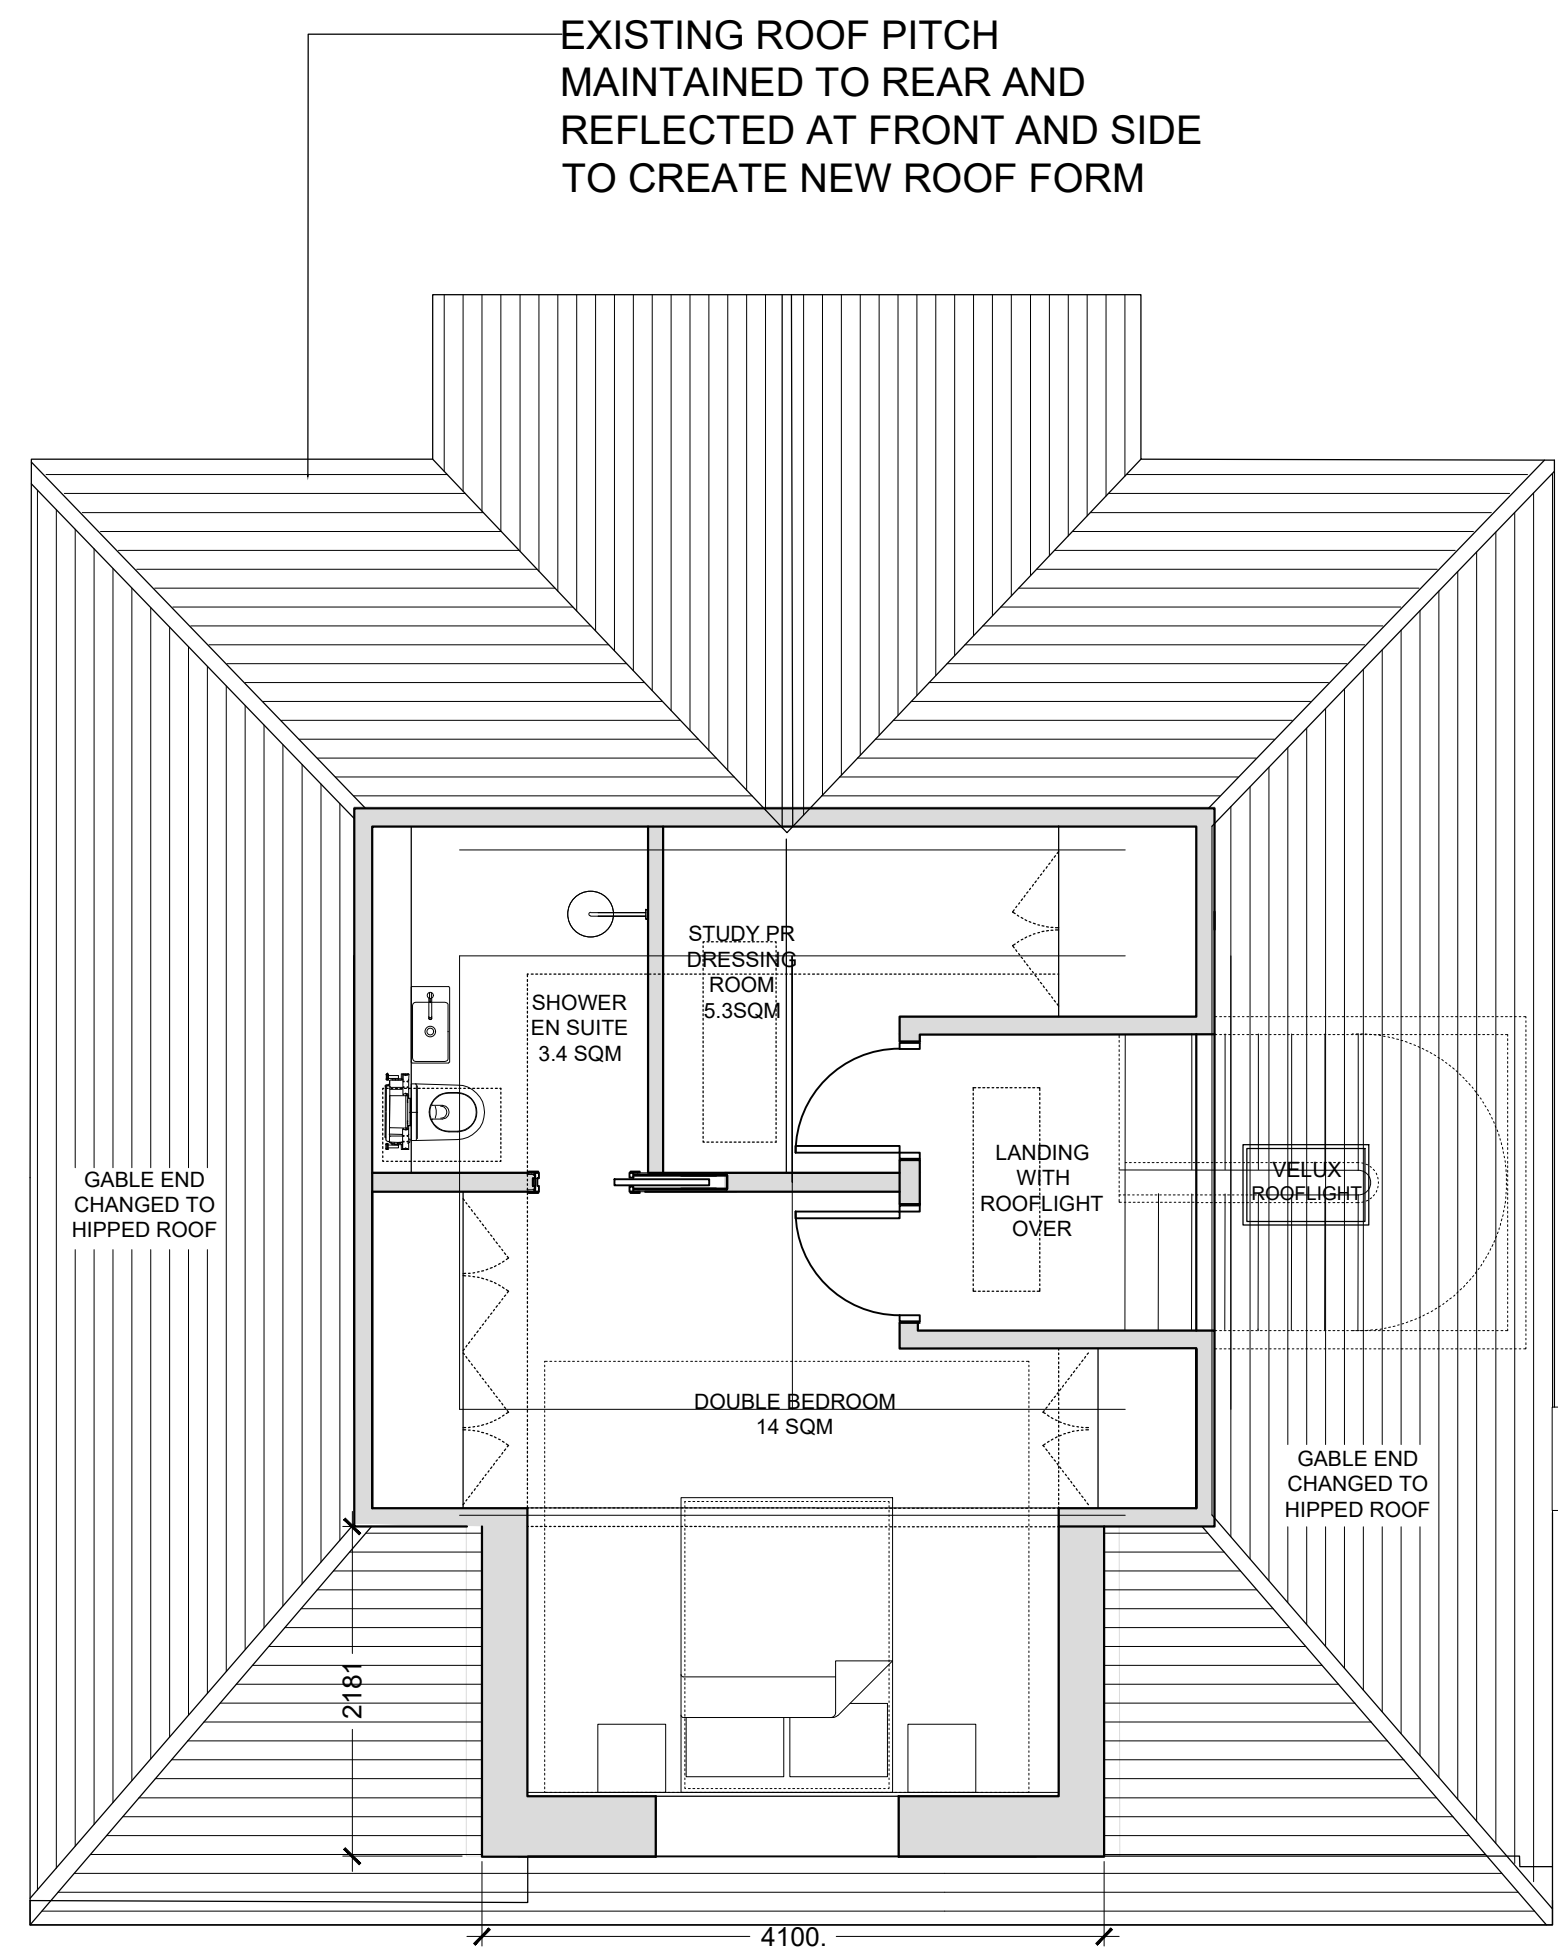 EXISTING ROOF PITCH
MAINTAINED TO REAR AND
REFLECTED AT FRONT AND SIDE
TO CREATE NEW ROOF FORM
STUDY PR
DRESSING
ROOM
5.3SQM
SHOWER
EN SUITE
3.4 SQM
LANDING
WITH
ROOFLIGHT
OVER
VELUX
ROOFLIGHT
GABLE END
CHANGED TO
HIPPED ROOF
DOUBLE BEDROOM
14 SQM
GABLE END
CHANGED TO
HIPPED ROOF
2181
4100.